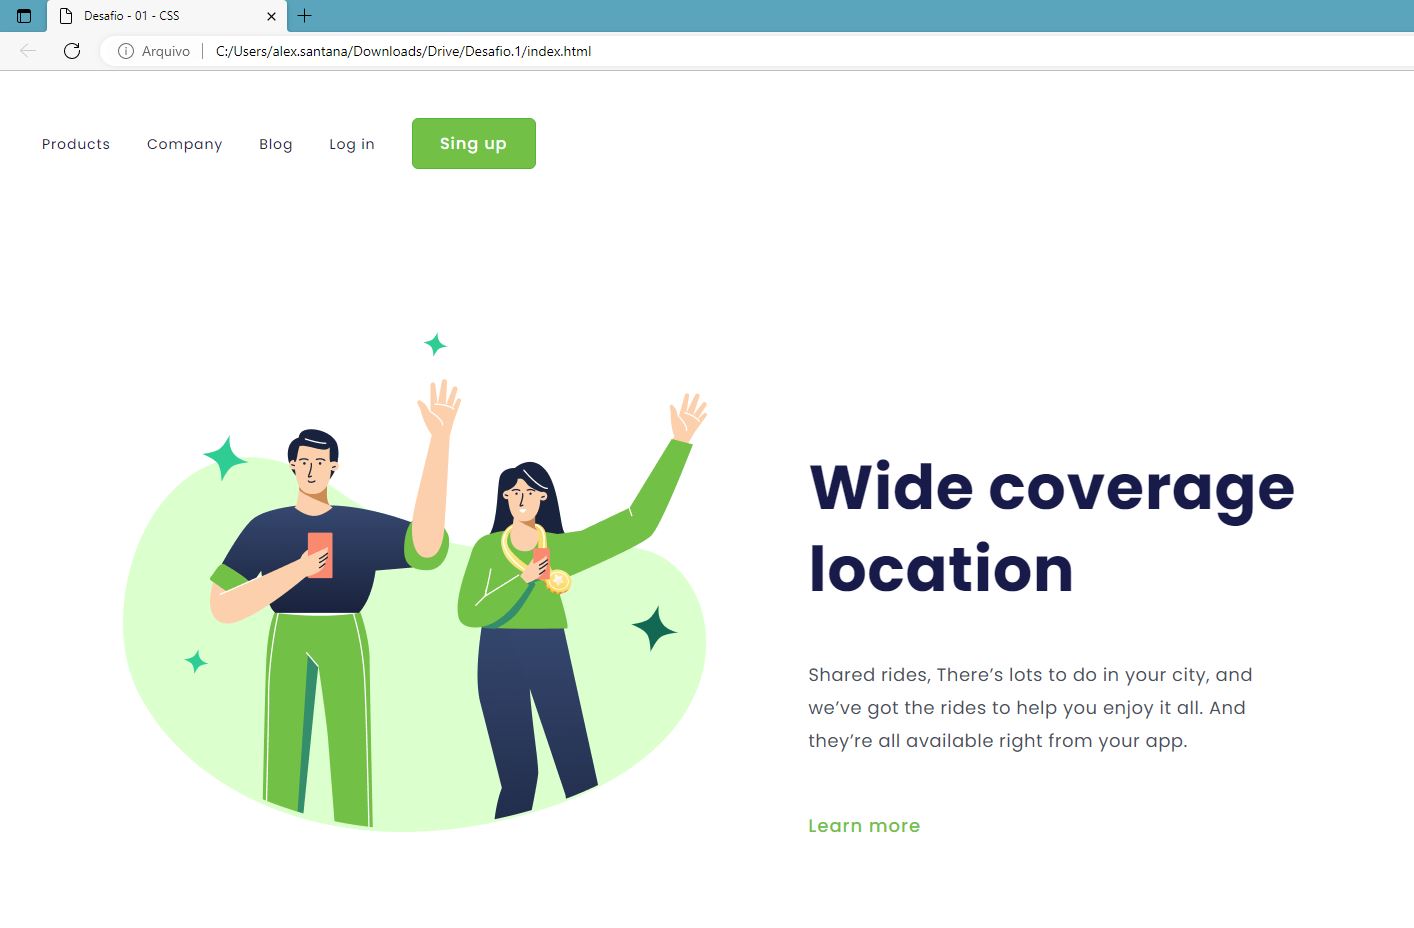 Desafio - 01 - CSS
Arquivo
C:/Users/alex.santana/Downloads/Drive/Desafio.1/index.html
Products
Company
Blog
Log in
Sing up
Wide coverage
location
Shared rides, There’s lots to do in your city, and
we’ve got the rides to help you enjoy it all. And
they’re all available right from your app.
Learn more